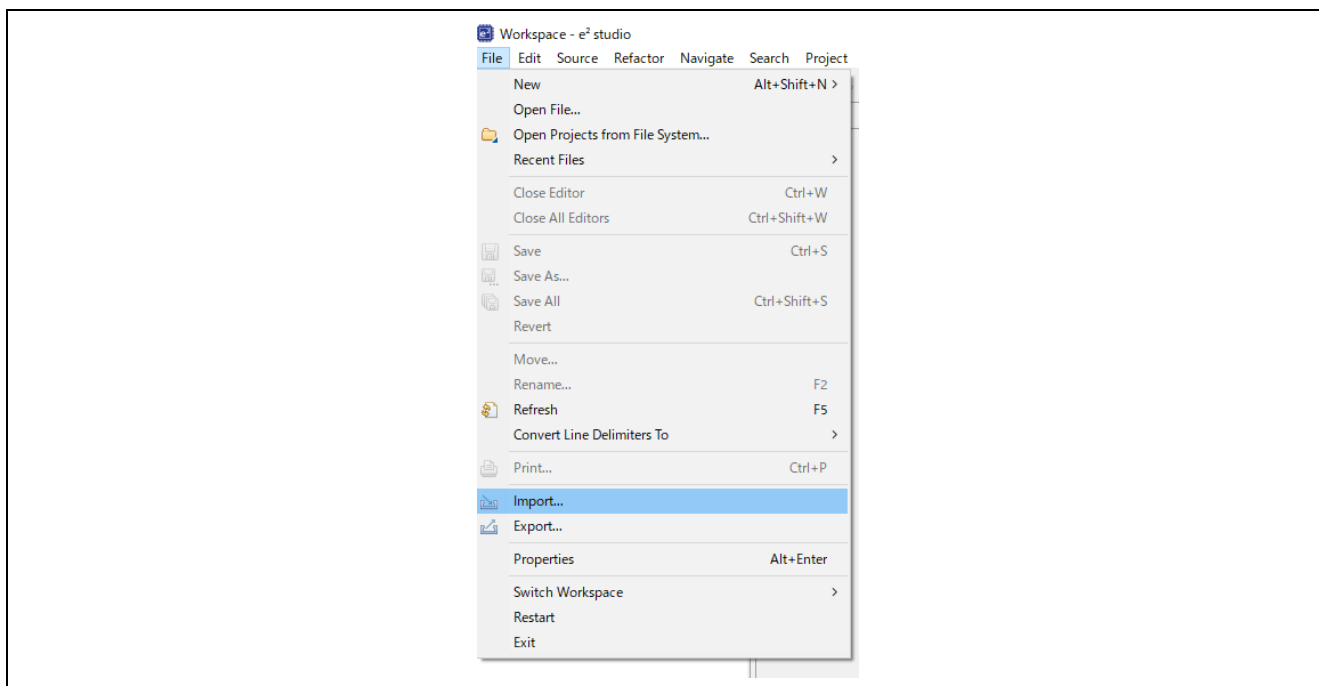 Workspace - e² studio
File Edit Source Refactor Navigate Search Project
New Alt+Shift+N >
Open File...
Open Projects from File System...
Recent Files >
Close Editor Ctrl+W
Close All Editors Ctrl+Shift+W
Save Ctrl+S
Save As...
Save All Ctrl+Shift+S
Revert
Move...
Rename... F2
Refresh F5
Convert Line Delimiters To >
Print... Ctrl+P
Import...
Export...
Properties Alt+Enter
Switch Workspace >
Restart
Exit